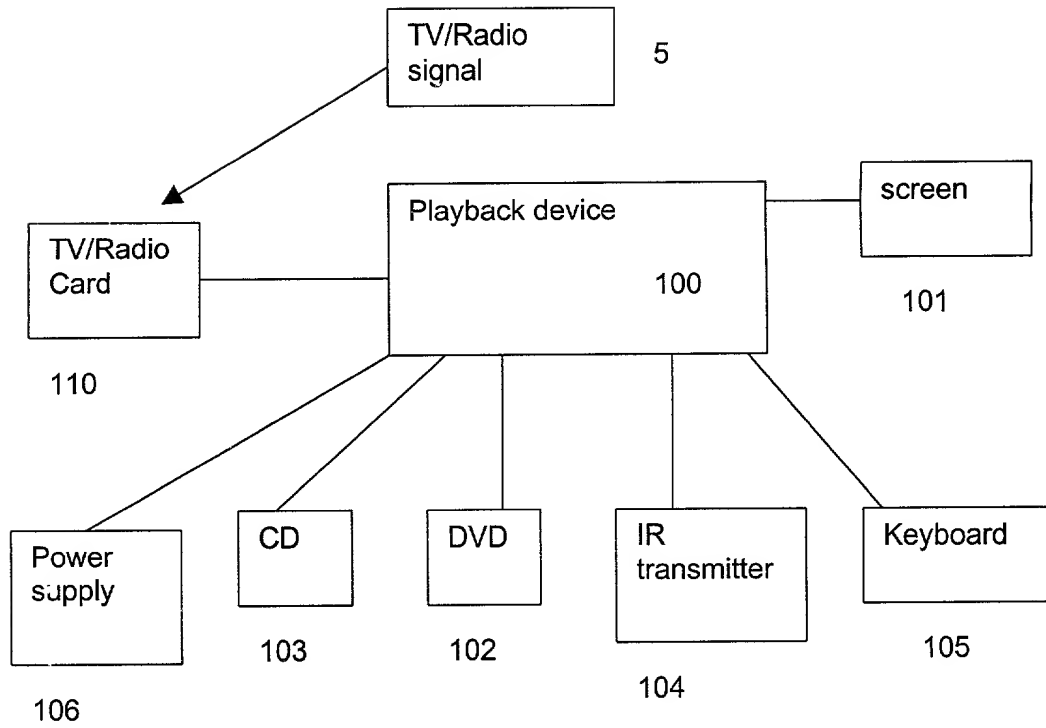 TV/Radio
signal
5
Playback device
100
screen
101
TV/Radio
Card
110
Power
supply
106
CD
103
DVD
102
IR
transmitter
104
Keyboard
105